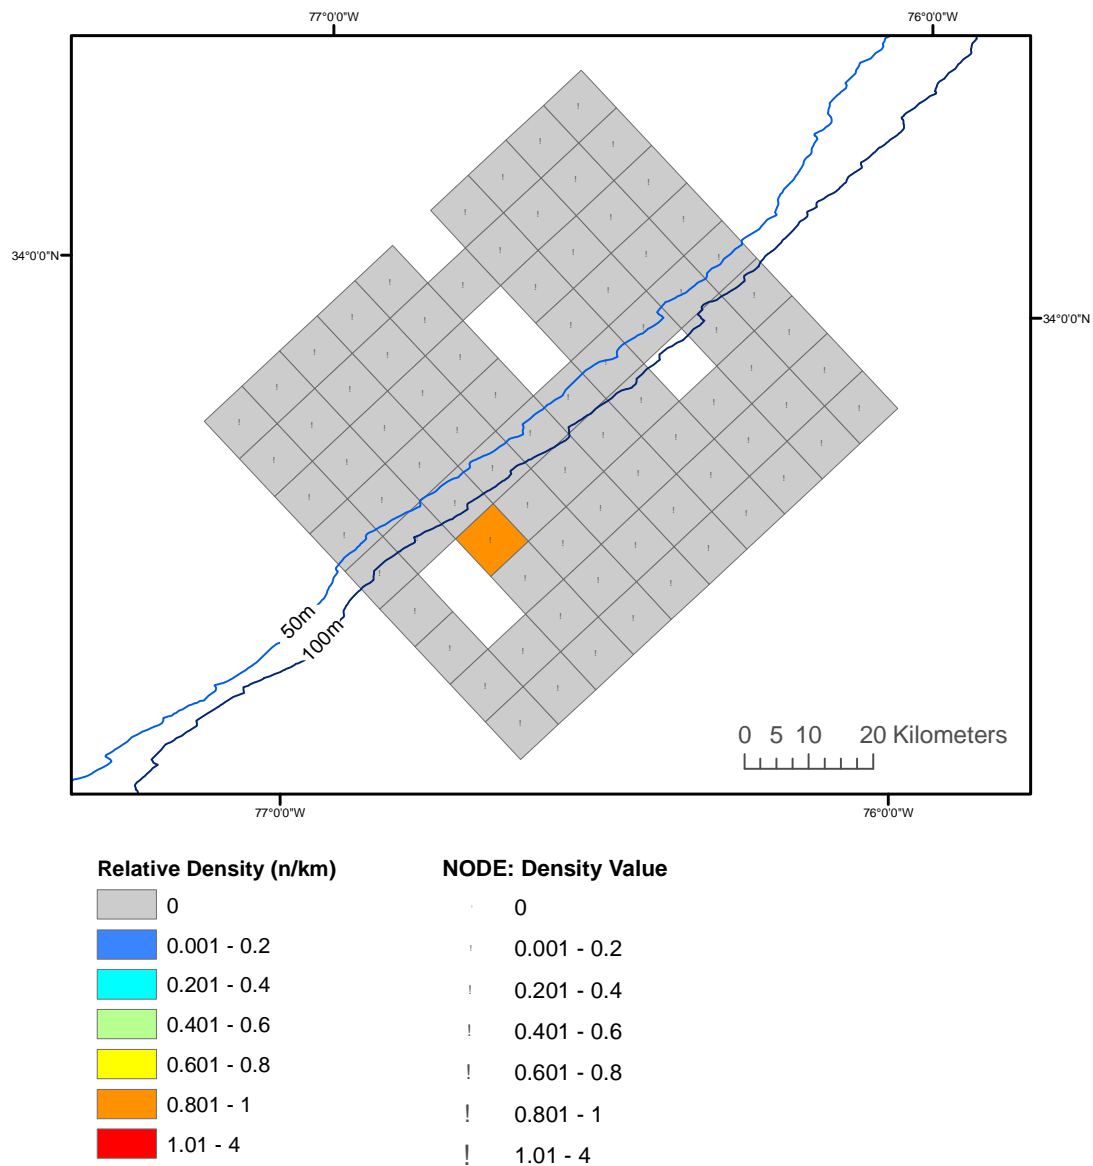 77°0'0"W 76°0'0"W
34°0'0"N
34°0'0"N
50m
100m
0 5 10 20 Kilometers
77°0'0"W 76°0'0"W
Relative Density (n/km) NODE: Density Value
0 0
0.001 - 0.2 ! 0.001 - 0.2
0.201 - 0.4 ! 0.201 - 0.4
0.401 - 0.6 ! 0.401 - 0.6
0.601 - 0.8 ! 0.601 - 0.8
0.801 - 1 ! 0.801 - 1
1.01 - 4 ! 1.01 - 4